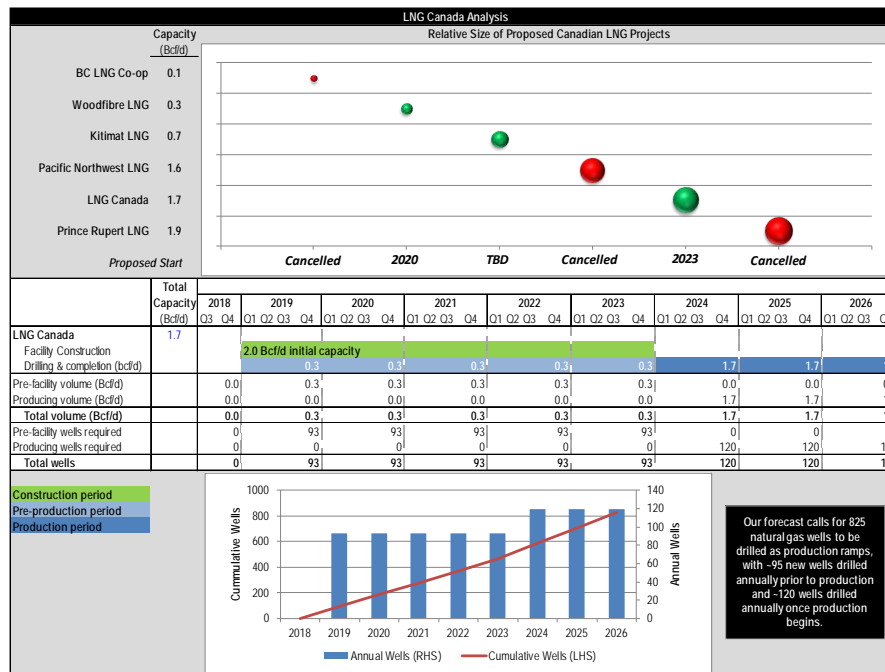 LNG Canada Analysis
Capacity
(Bcf/d)
Relative Size of Proposed Canadian LNG Projects
BC LNG Co-op 0.1
Woodfibre LNG 0.3
Kitimat LNG 0.7
Pacific Northwest LNG 1.6
LNG Canada 1.7
Prince Rupert LNG 1.9
Proposed Start Cancelled 2020 TBD Cancelled 2023 Cancelled
Total
Capacity 2018 2019 2020 2021 2022 2023 2024 2025 2026
(Bcf/d) Q3 Q4 Q1 Q2 Q3 Q4 Q1 Q2 Q3 Q4 Q1 Q2 Q3 Q4 Q1 Q2 Q3 Q4 Q1 Q2 Q3 Q4 Q1 Q2 Q3 Q4 Q1 Q2 Q3 Q4 Q1 Q2 Q3
LNG Canada 1.7
Facility Construction 2.0 Bcf/d initial capacity
Drilling & completion (bcf/d) 0.3 0.3 0.3 0.3 0.3 1.7 1.7
Pre-facility volume (Bcf/d) 0.0 0.3 0.3 0.3 0.3 0.3 0.0 0.0
Producing volume (Bcf/d) 0.0 0.0 0.0 0.0 0.0 0.0 1.7 1.7
Total volume (Bcf/d) 0.0 0.3 0.3 0.3 0.3 0.3 1.7 1.7
Pre-facility wells required 0 93 93 93 93 93 0 0
Producing wells required 0 0 0 0 0 0 120 120
Total wells 0 93 93 93 93 93 120 120
Construction period
Pre-production period
Production period
Cummulative Wells
1000
800
600
400
200
0
2018 2019 2020 2021 2022 2023 2024 2025 2026
140
120
100
80
60
40
20
0
Annual Wells
Annual Wells (RHS) Cumulative Wells (LHS)
Our forecast calls for 825
natural gas wells to be
drilled as production ramps,
with ~95 new wells drilled
annually prior to production
and ~120 wells drilled
annually once production
begins.